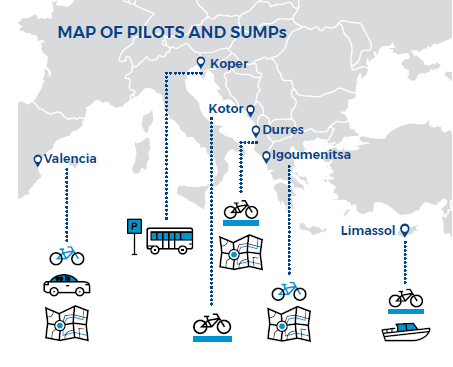 MAP OF PILOTS AND SUMPs
Koper
Kotor
Durres
Valencia
Igoumenitsa
P
Limassol